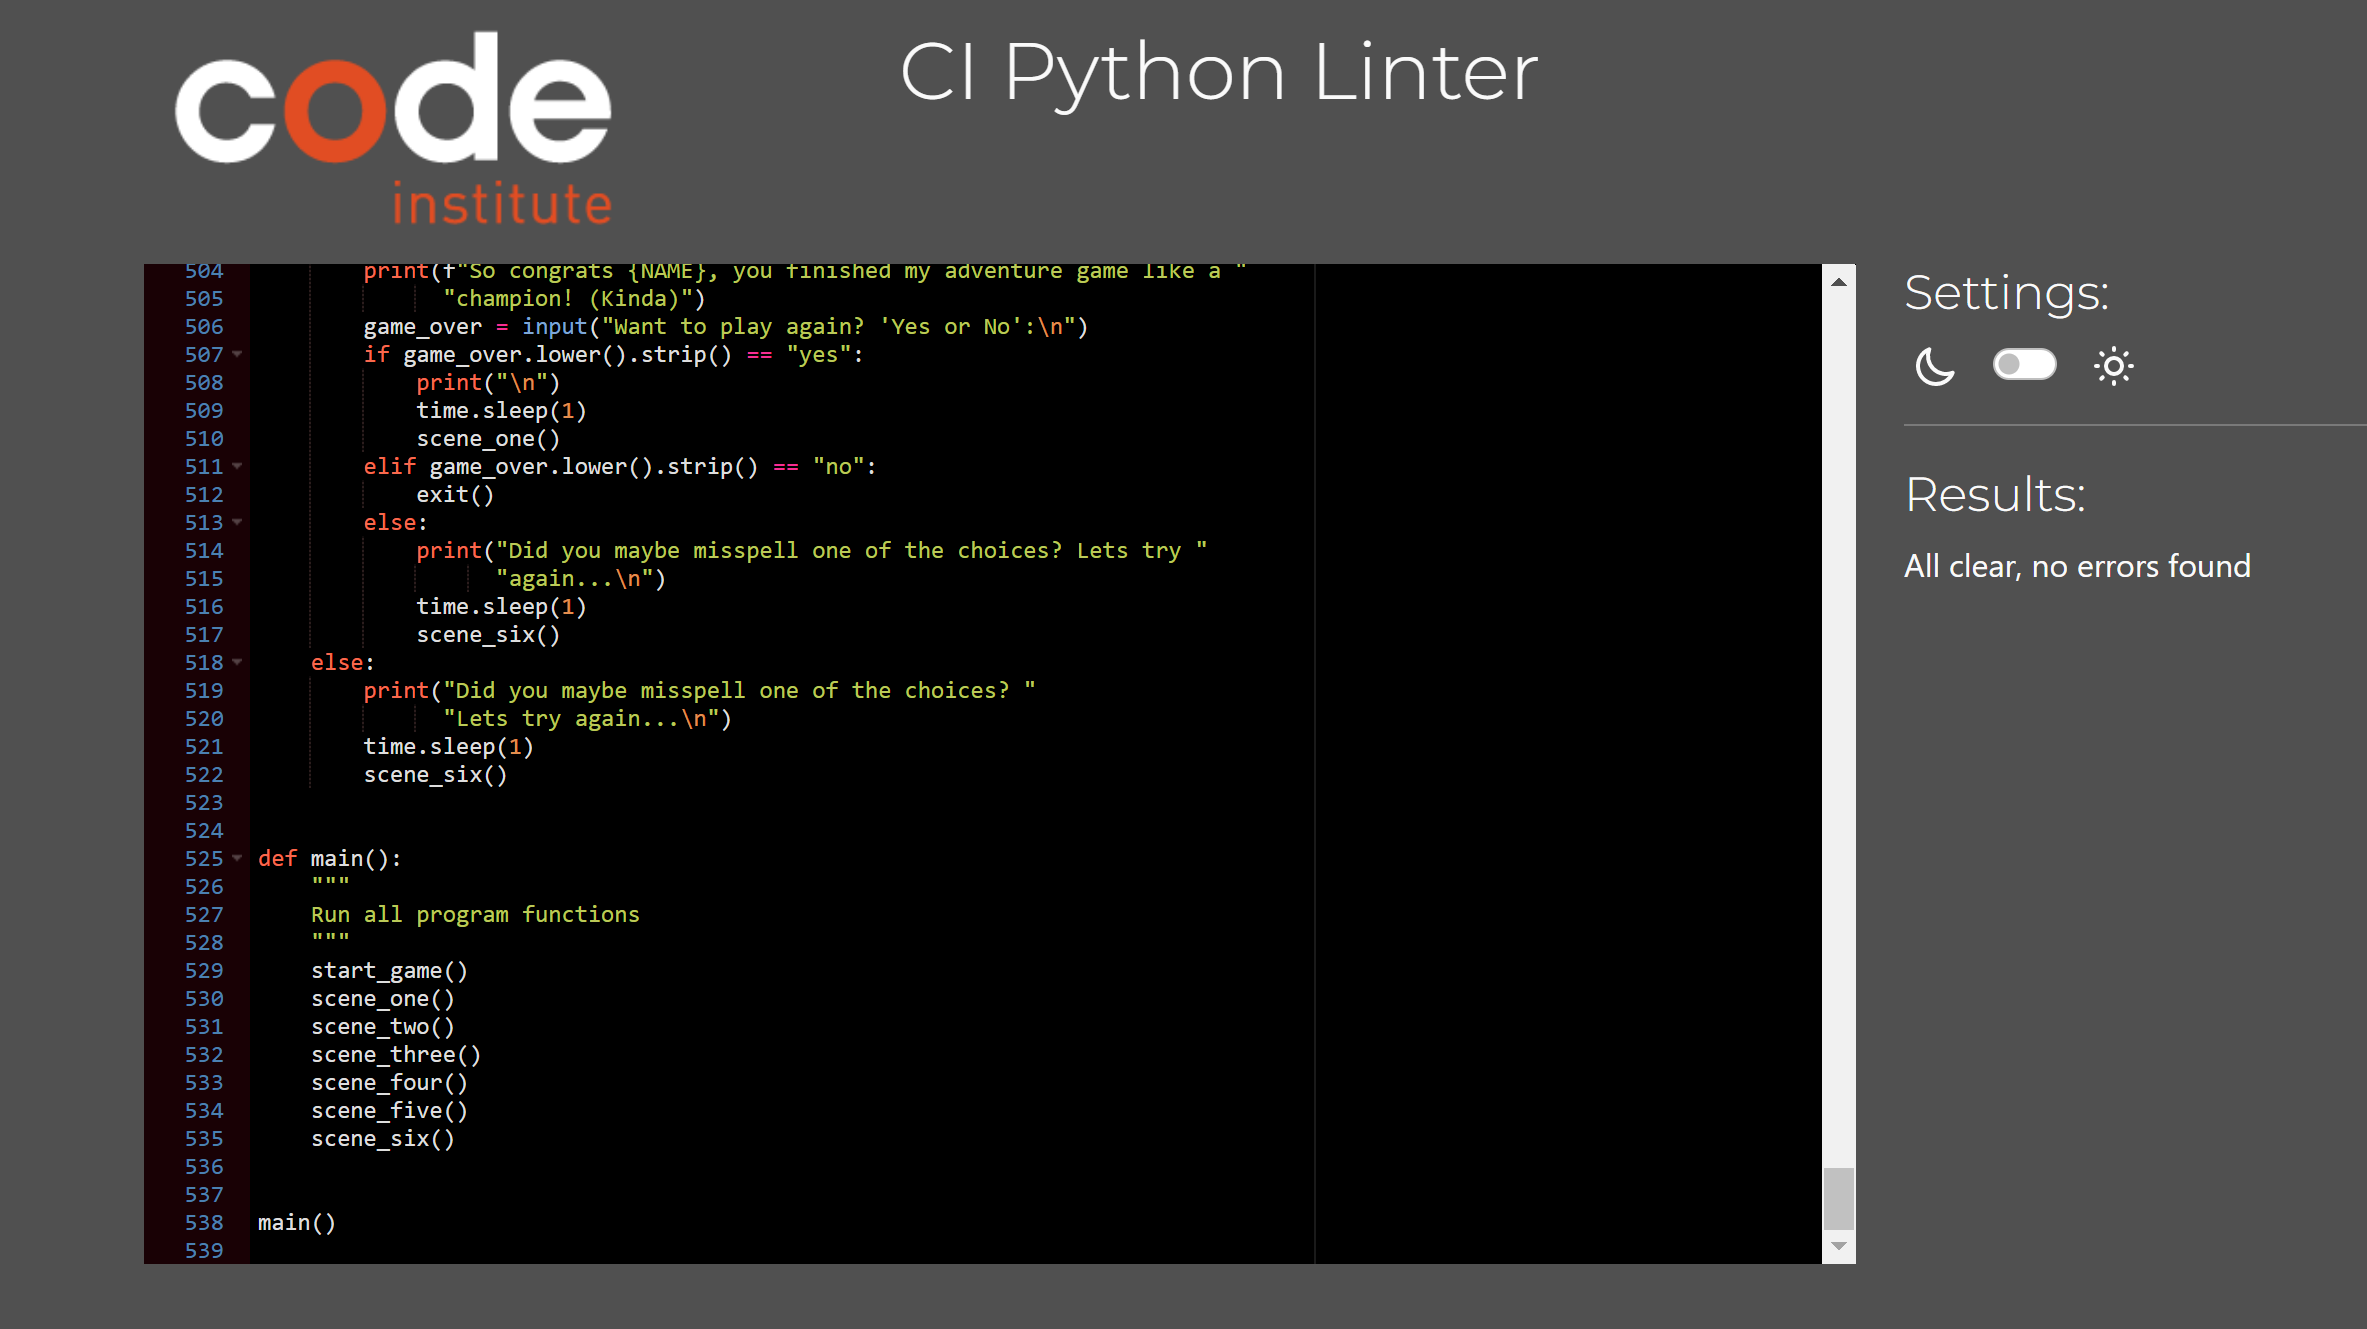 code
institute
CI Python Linter
504 print(f"So congrats {NAME}, you finished my adventure game like a "
505 "champion! (Kinda)")
506 game_over = input("Want to play again? 'Yes or No':\n")
507 if game_over.lower().strip() == "yes":
508 print("\n")
509 time.sleep(1)
510 scene_one()
511 elif game_over.lower().strip() == "no":
512 exit()
513 else:
514 print("Did you maybe misspell one of the choices? Lets try "
515 "again...\n")
516 time.sleep(1)
517 scene_six()
518 else:
519 print("Did you maybe misspell one of the choices? "
520 "Lets try again...\n")
521 time.sleep(1)
522 scene_six()
523
524
525 def main():
526 """
527 Run all program functions
528 """
529 start_game()
530 scene_one()
531 scene_two()
532 scene_three()
533 scene_four()
534 scene_five()
535 scene_six()
536
537
538 main()
539
Settings:
Results:
All clear, no errors found